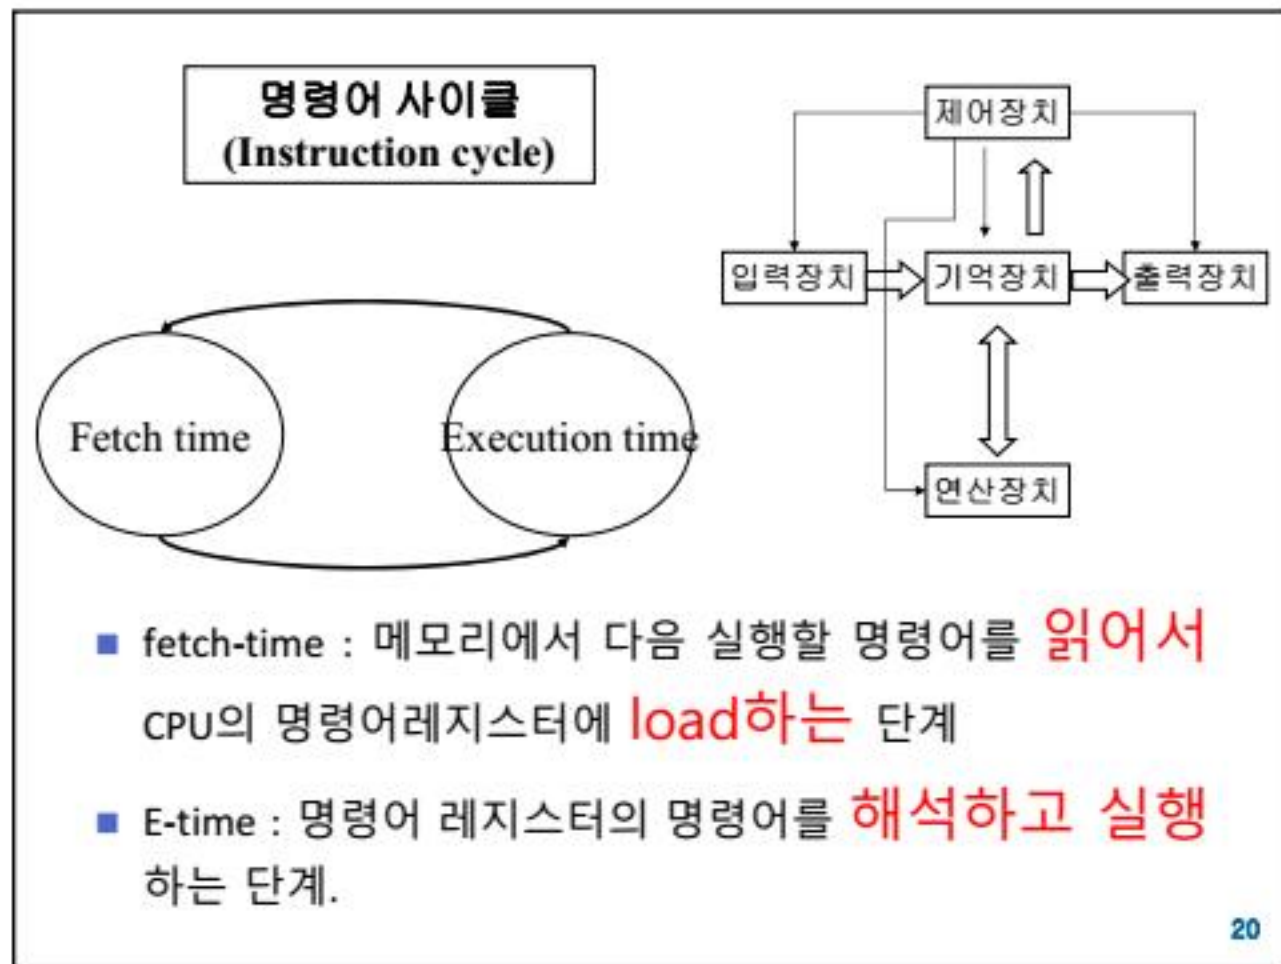 명령어 사이클
(Instruction cycle)
제어장치
입력장치
기억장치
출력장치
연산장치
Fetch time
Execution time
fetch-time : 메모리에서 다음 실행할 명령어를 읽어서
CPU의 명령어레지스터에 load하는 단계
E-time : 명령어 레지스터의 명령어를 해석하고 실행
하는 단계.
20